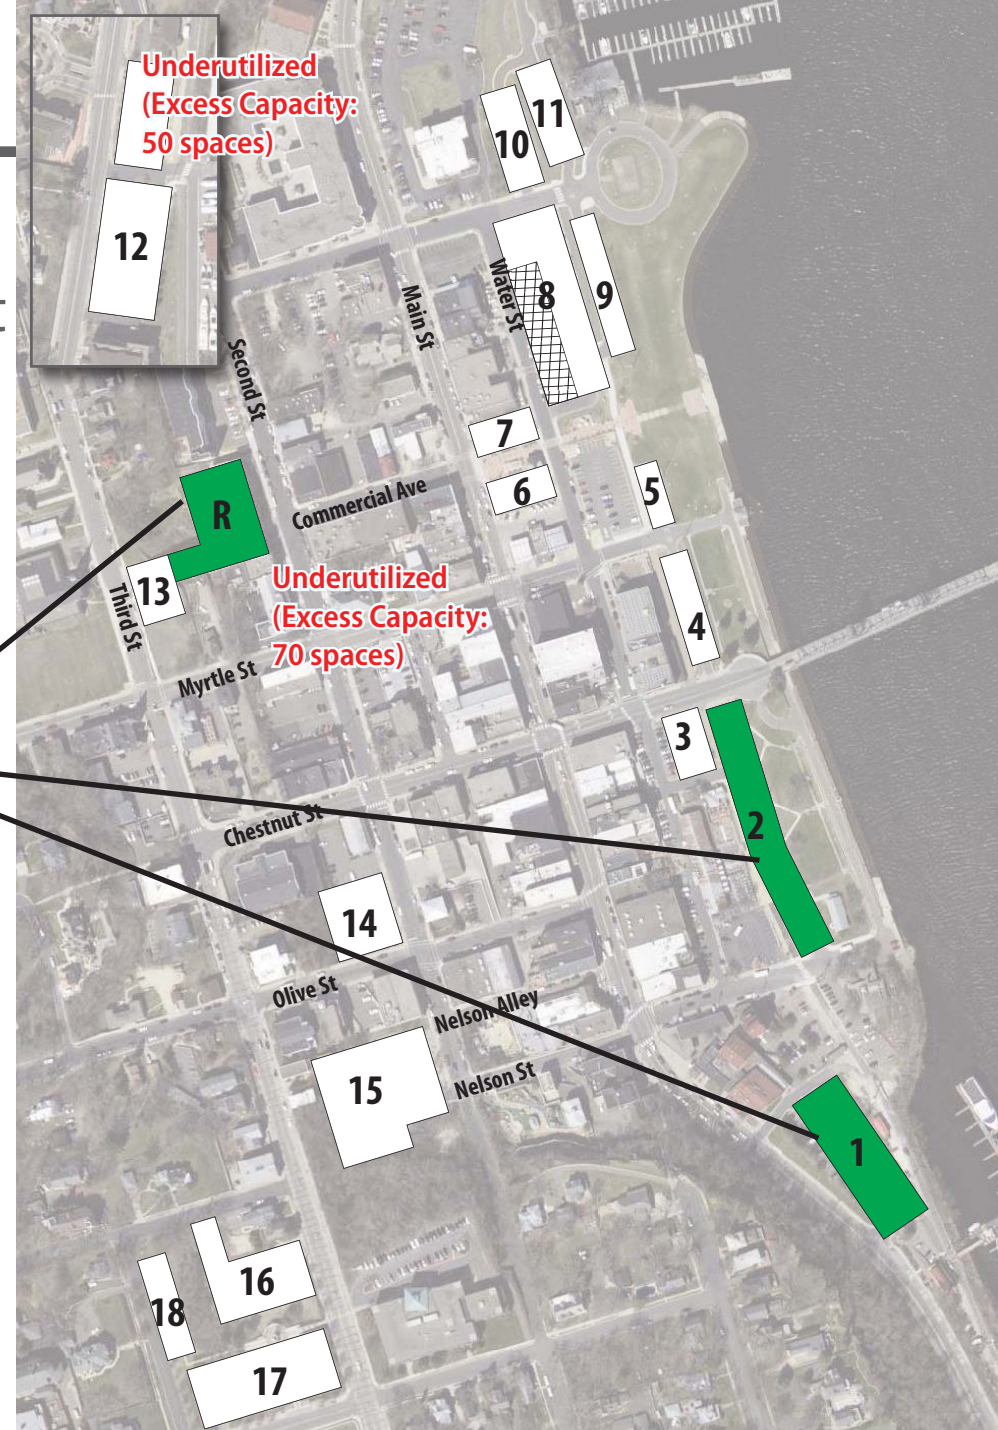 Underutilized
(Excess Capacity:
50 spaces)
11
10
12
Water St
8
9
Main St
Second St
7
6
5
Commercial Ave
R
13
Third St
Underutilized
(Excess Capacity:
70 spaces)
4
Myrtle St
3
2
Chestnut St
14
Olive St
Nelson Alley
15
Nelson St
1
16
18
17